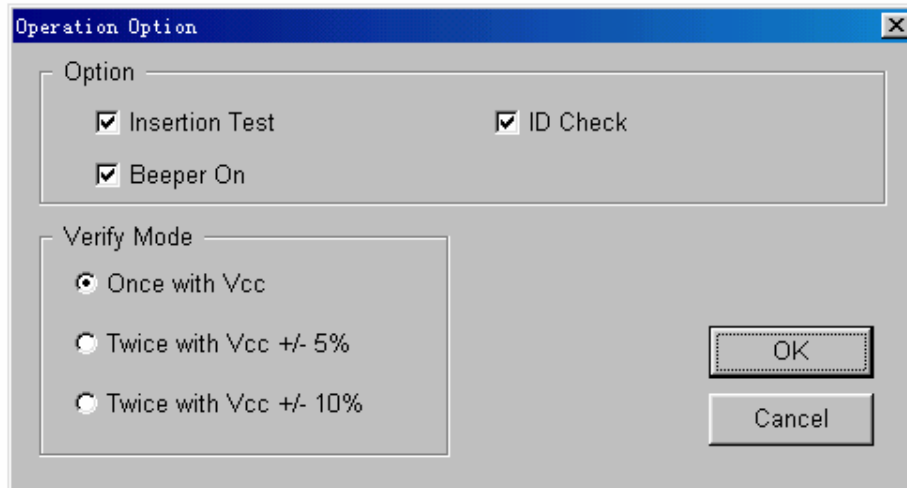 Operation Option
Option
Insertion Test
ID Check
Beeper On
Verify Mode
Once with Vcc
Twice with Vcc +/- 5%
Twice with Vcc +/- 10%
OK
Cancel